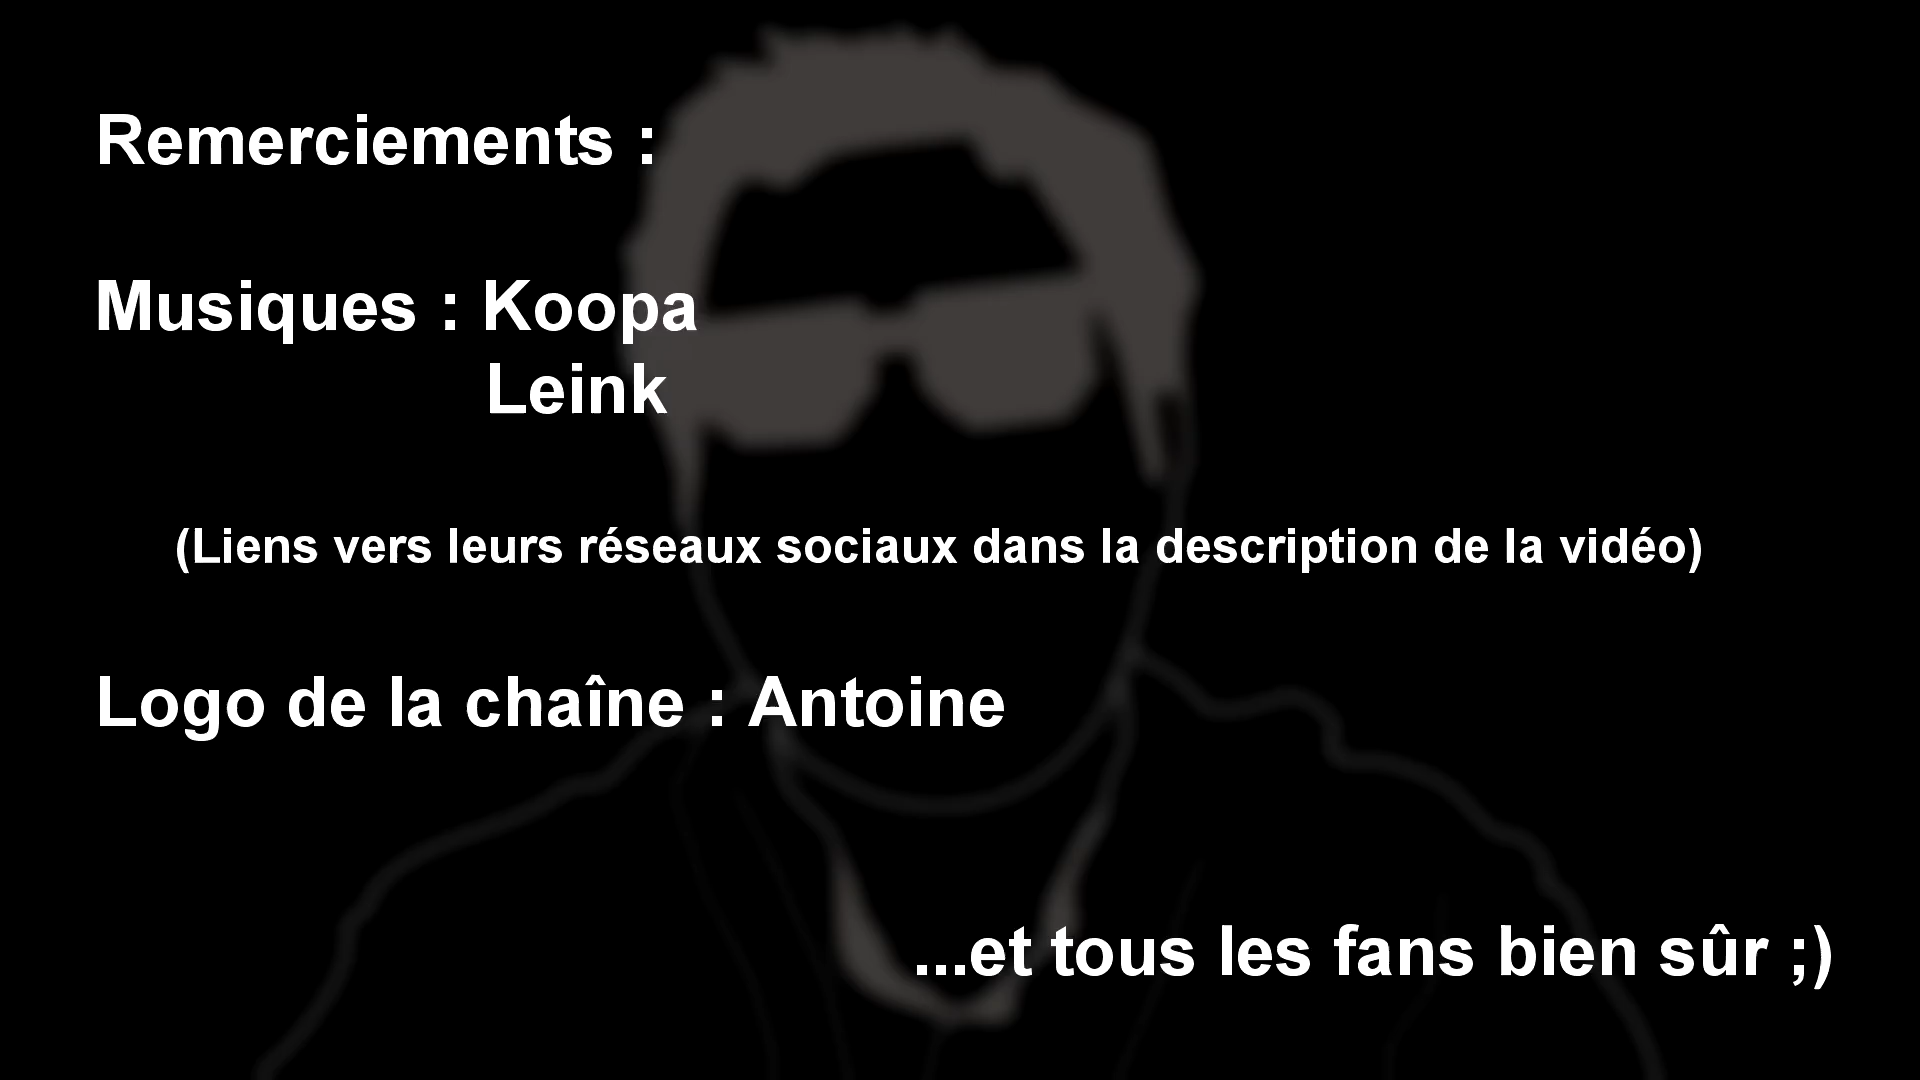 Remerciements :
Musiques : Koopa
Leink
(Liens vers leurs réseaux sociaux dans la description de la vidéo)
Logo de la chaîne : Antoine
...et tous les fans bien sûr ;)